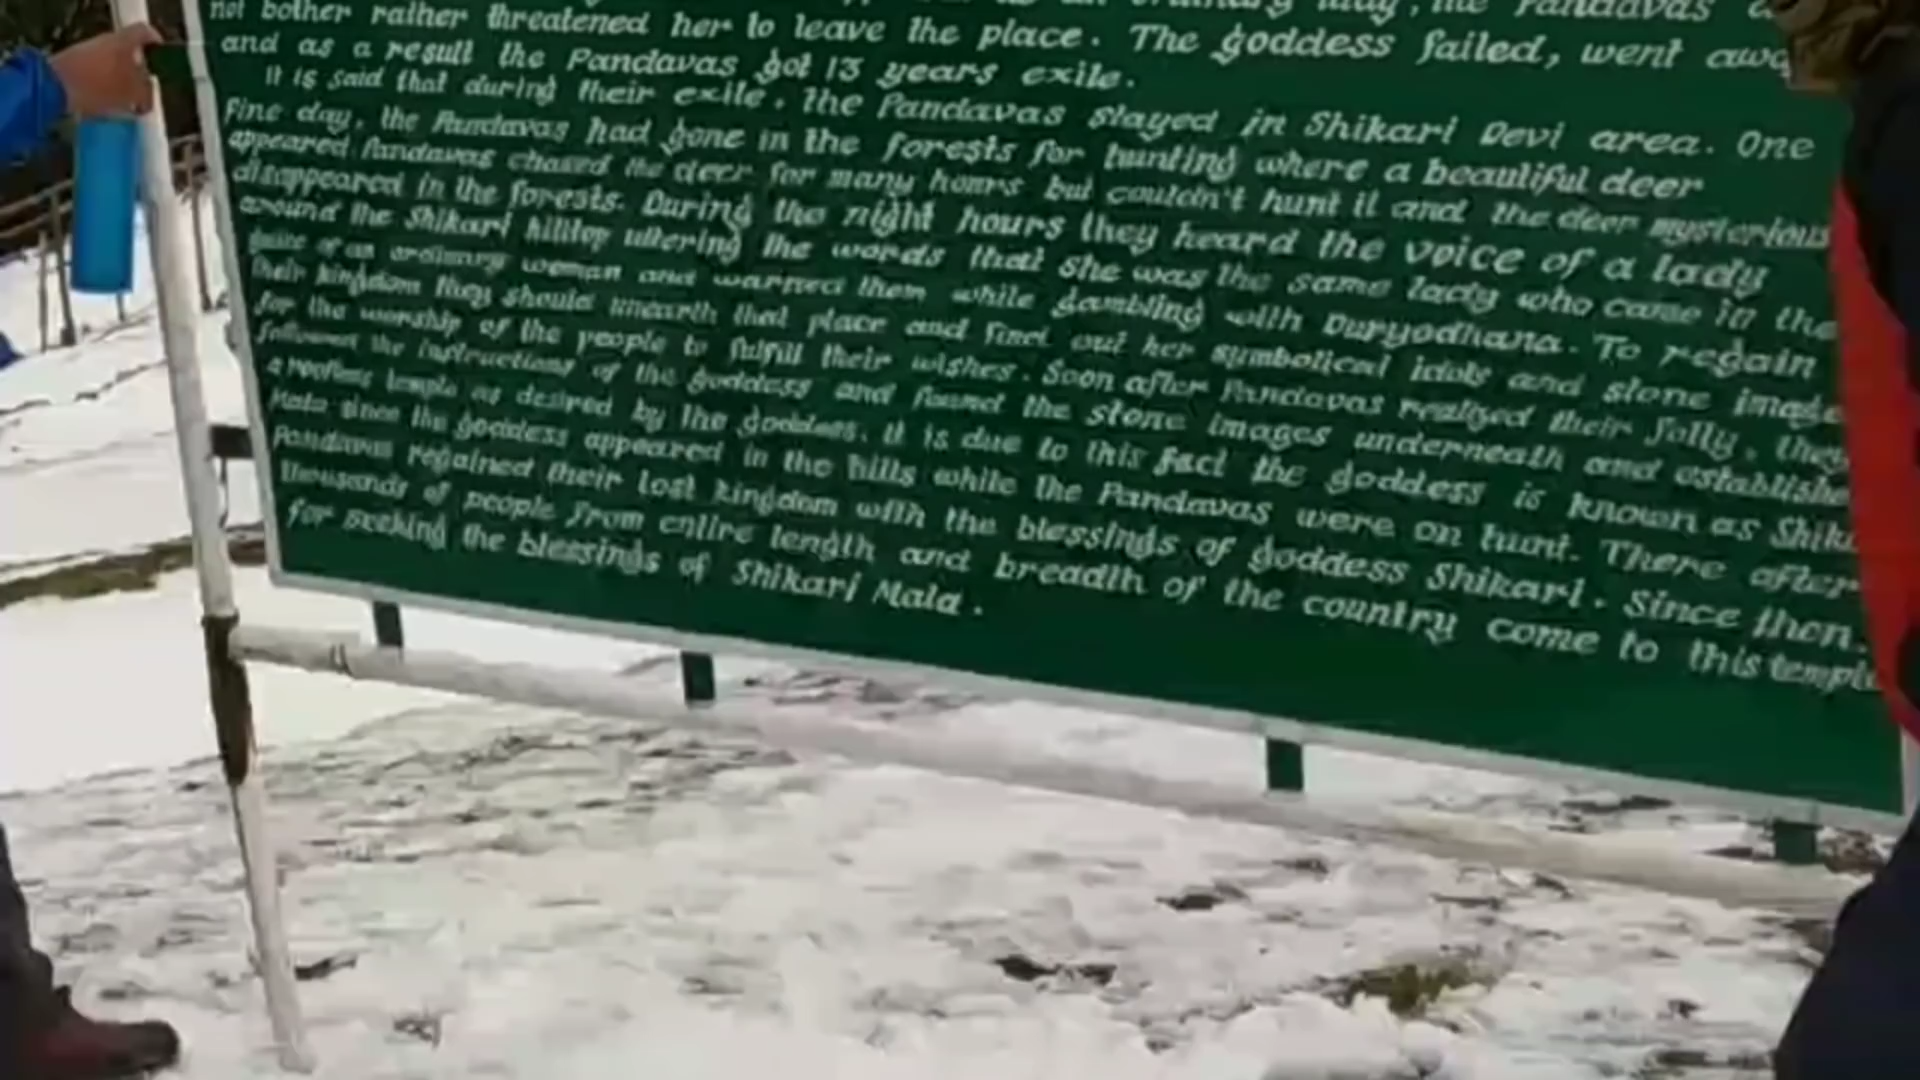 ordinary lady, the Pandavas
not bother rather threatened her to leave the place. The goddess failed, went away
and as a result the Pandavas got 13 years exile.
it is said that during their exile, the Pandavas stayed in Shikari Devi area. One
fine day, the Pandavas had gone in the forests for hunting where a beautiful deer
appeared. Pandavas chased the deer for many hours but couldn't hunt it and the deer mysterious
disappeared in the forests. During the night hours they heard the voice of a lady
around the Shikari hilltop uttering the words that she was the same lady who came in the
guise of an ordinary woman and warned them while gambling with Duryodhana. To regain
their kingdom they should unearth that place and find out her symbolical idols and stone image
for the worship of the people to fulfill their wishes. Soon after Pandavas realised their folly, they
followed the instructions of the goddess and found the stone images underneath and establishe
a roofless temple as desired by the goddess. It is due to this fact the goddess is known as Shik
Mata since the goddess appeared in the hills while the Pandavas were on hunt. There after
Pandavas regained their lost kingdom with the blessings of goddess Shikari. Since then,
thousands of people from entire length and breadth of the country come to this temple
for seeking the blessings of Shikari Mata.